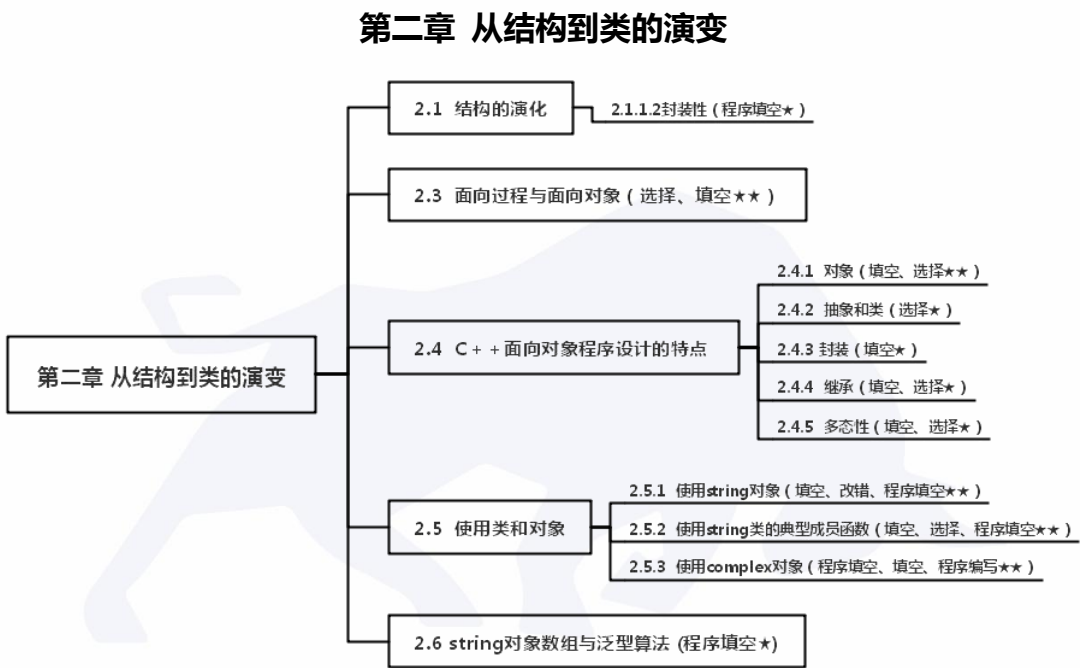 第二章 从结构到类的演变
2.1 结构的演化
2.1.1.2封装性（程序填空★）
2.3 面向过程与面向对象（选择、填空★★）
第二章 从结构到类的演变
2.4 C++面向对象程序设计的特点
2.4.1 对象（填空、选择★★）
2.4.2 抽象和类（选择★）
2.4.3 封装（填空★）
2.4.4 继承（填空、选择★）
2.4.5 多态性（填空、选择★）
2.5 使用类和对象
2.5.1 使用string对象（填空、改错、程序填空★★）
2.5.2 使用string类的典型成员函数（填空、选择、程序填空★★）
2.5.3 使用complex对象（程序填空、填空、程序编写★★）
2.6 string对象数组与泛型算法 (程序填空★)